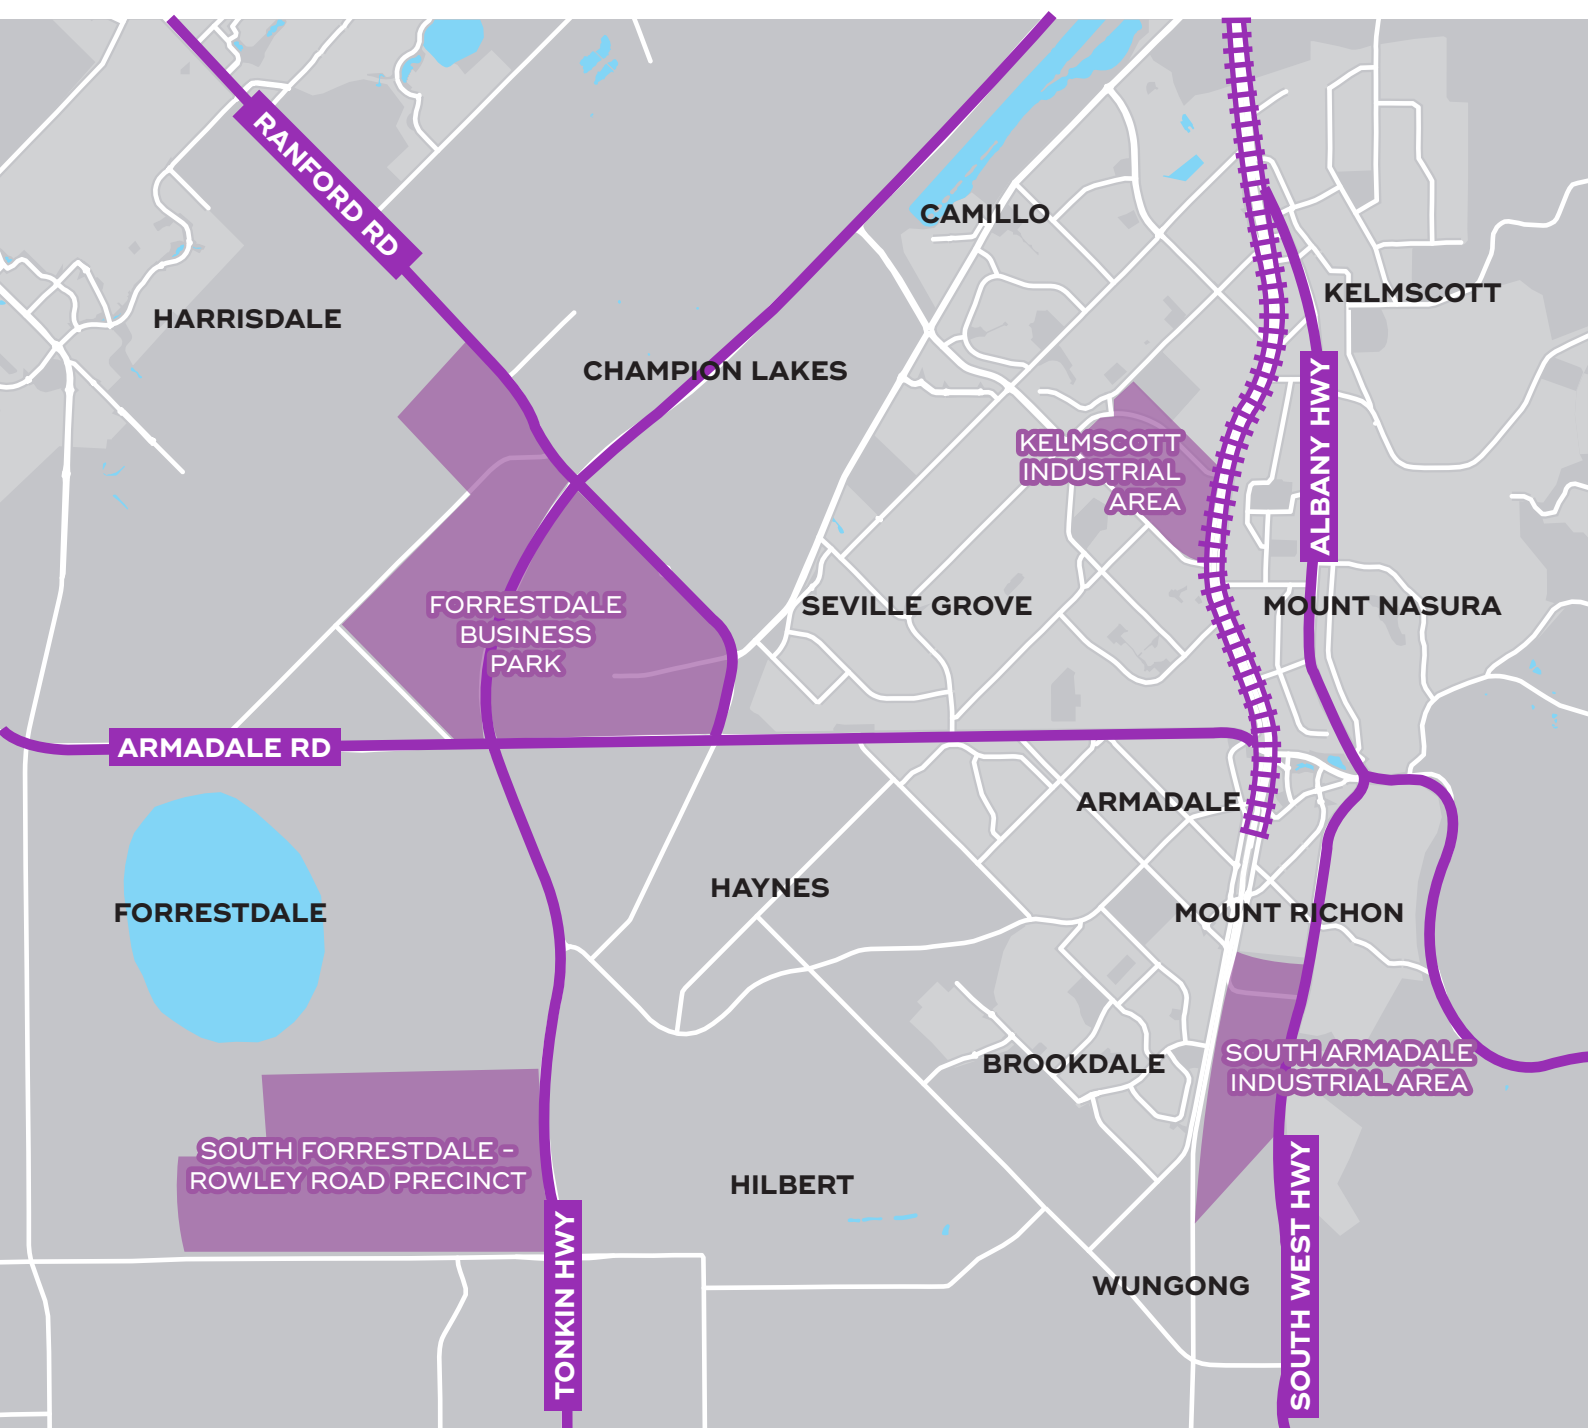 RANFORD RD
CAMILLO
KELMSCOTT
HARRISDALE
CHAMPION LAKES
ALBANY HWY
KELMSCOTT
INDUSTRIAL
AREA
FORRESTDALE
BUSINESS
PARK
SEVILLE GROVE
MOUNT NASURA
ARMADALE RD
ARMADALE
HAYNES
FORRESTDALE
MOUNT RICHON
BROOKDALE
SOUTH ARMADALE
INDUSTRIAL AREA
SOUTH FORRESTDALE –
ROWLEY ROAD PRECINCT
HILBERT
TONKIN HWY
WUNGONG
SOUTH WEST HWY